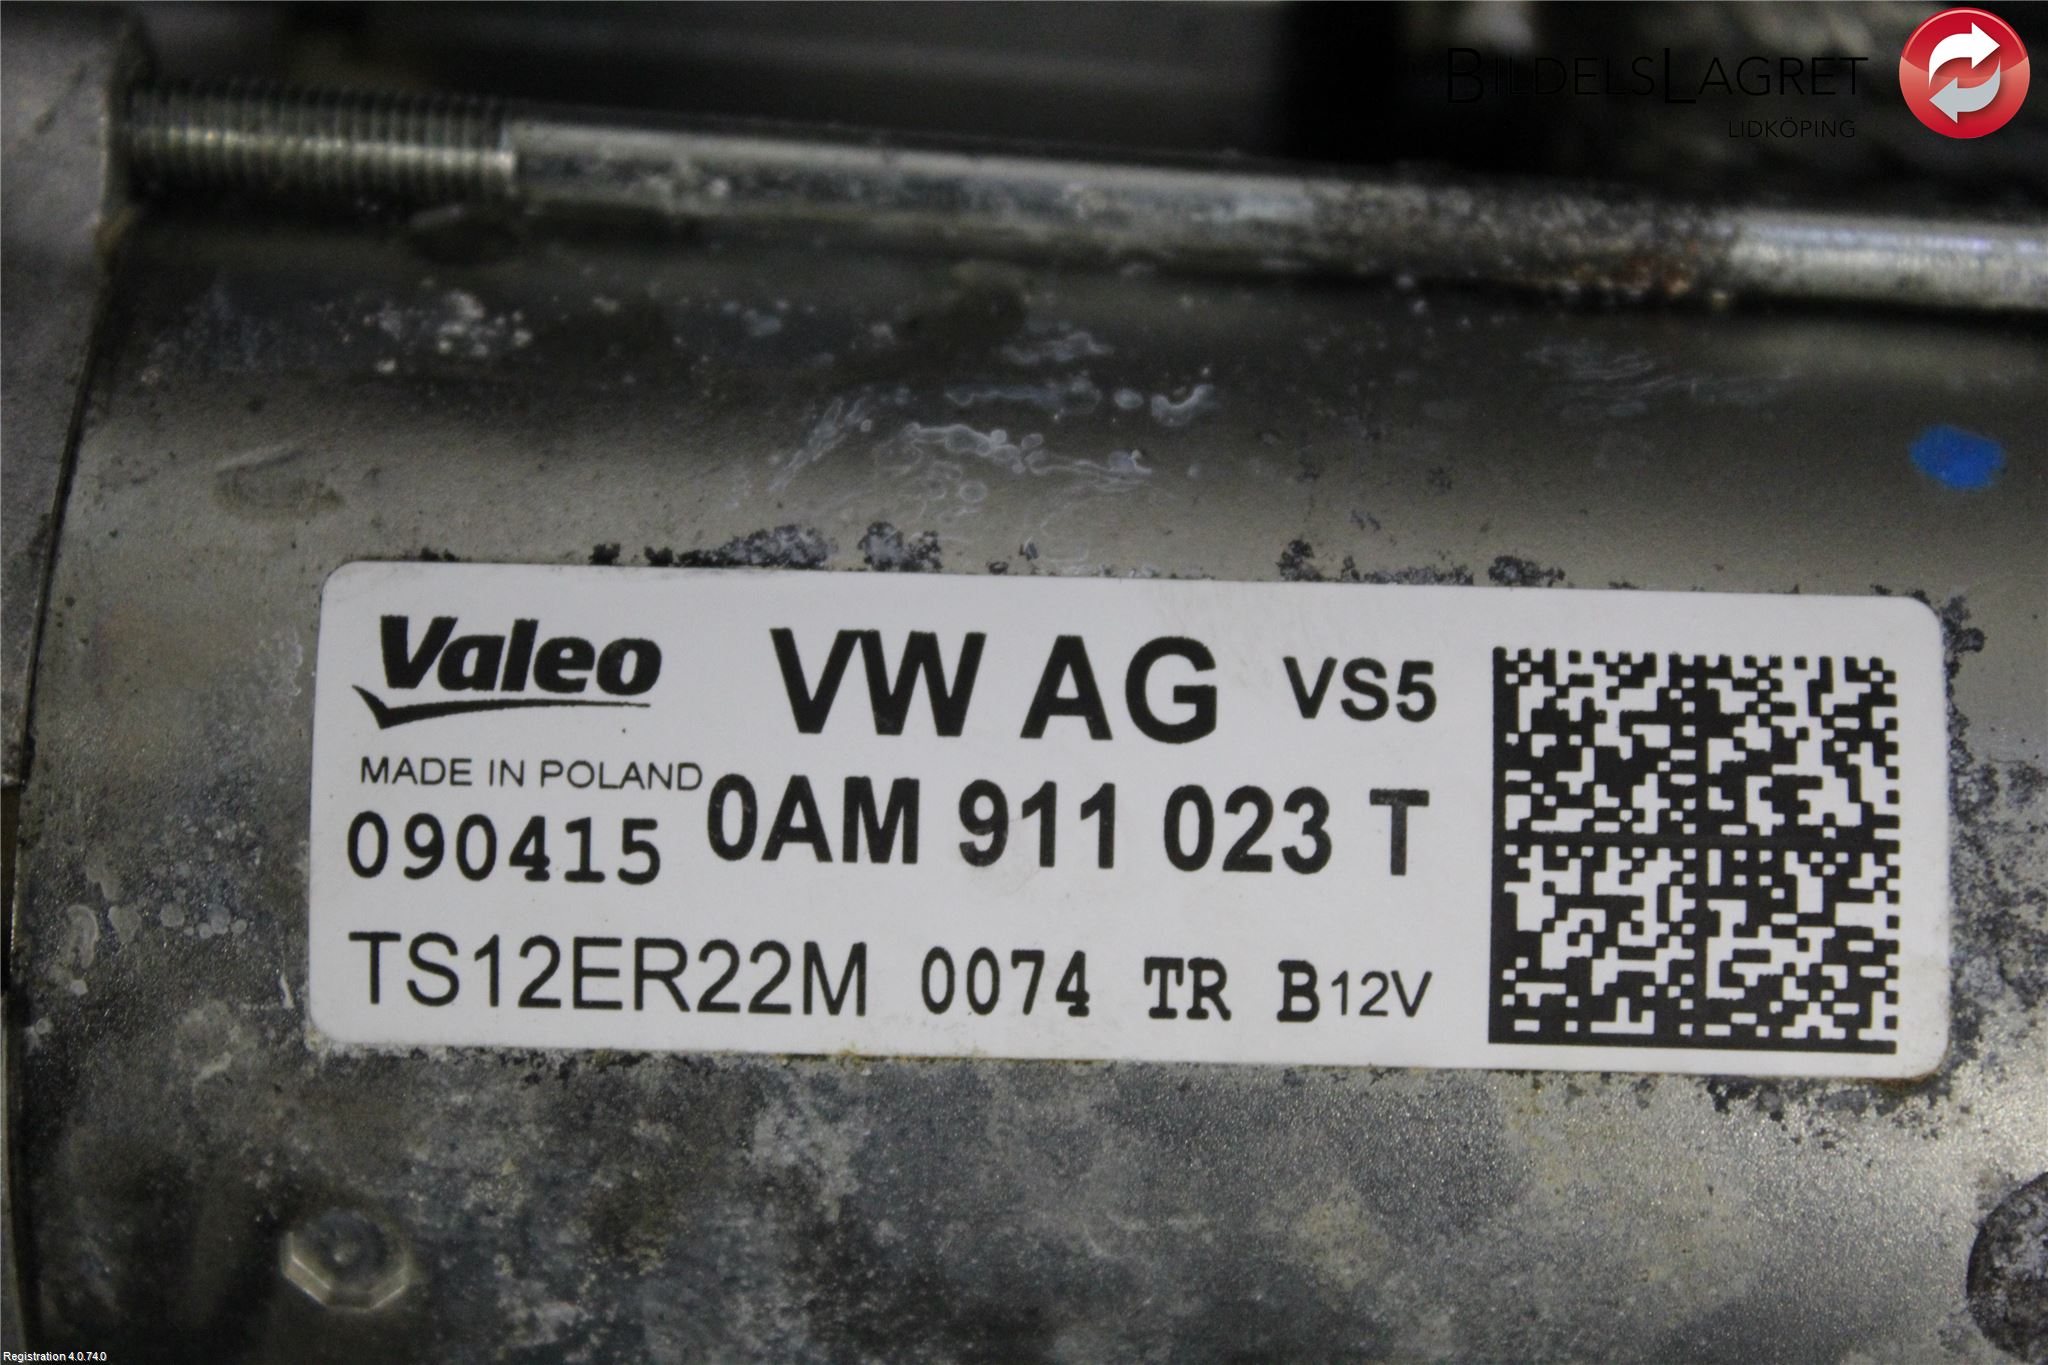 BILDELSLAGRET
LIDKÖPING
Valeo VW AG VS5
MADE IN POLAND
090415 0AM 911 023 T
TS12ER22M 0074 TR B12V
Registration 4.0.74.0